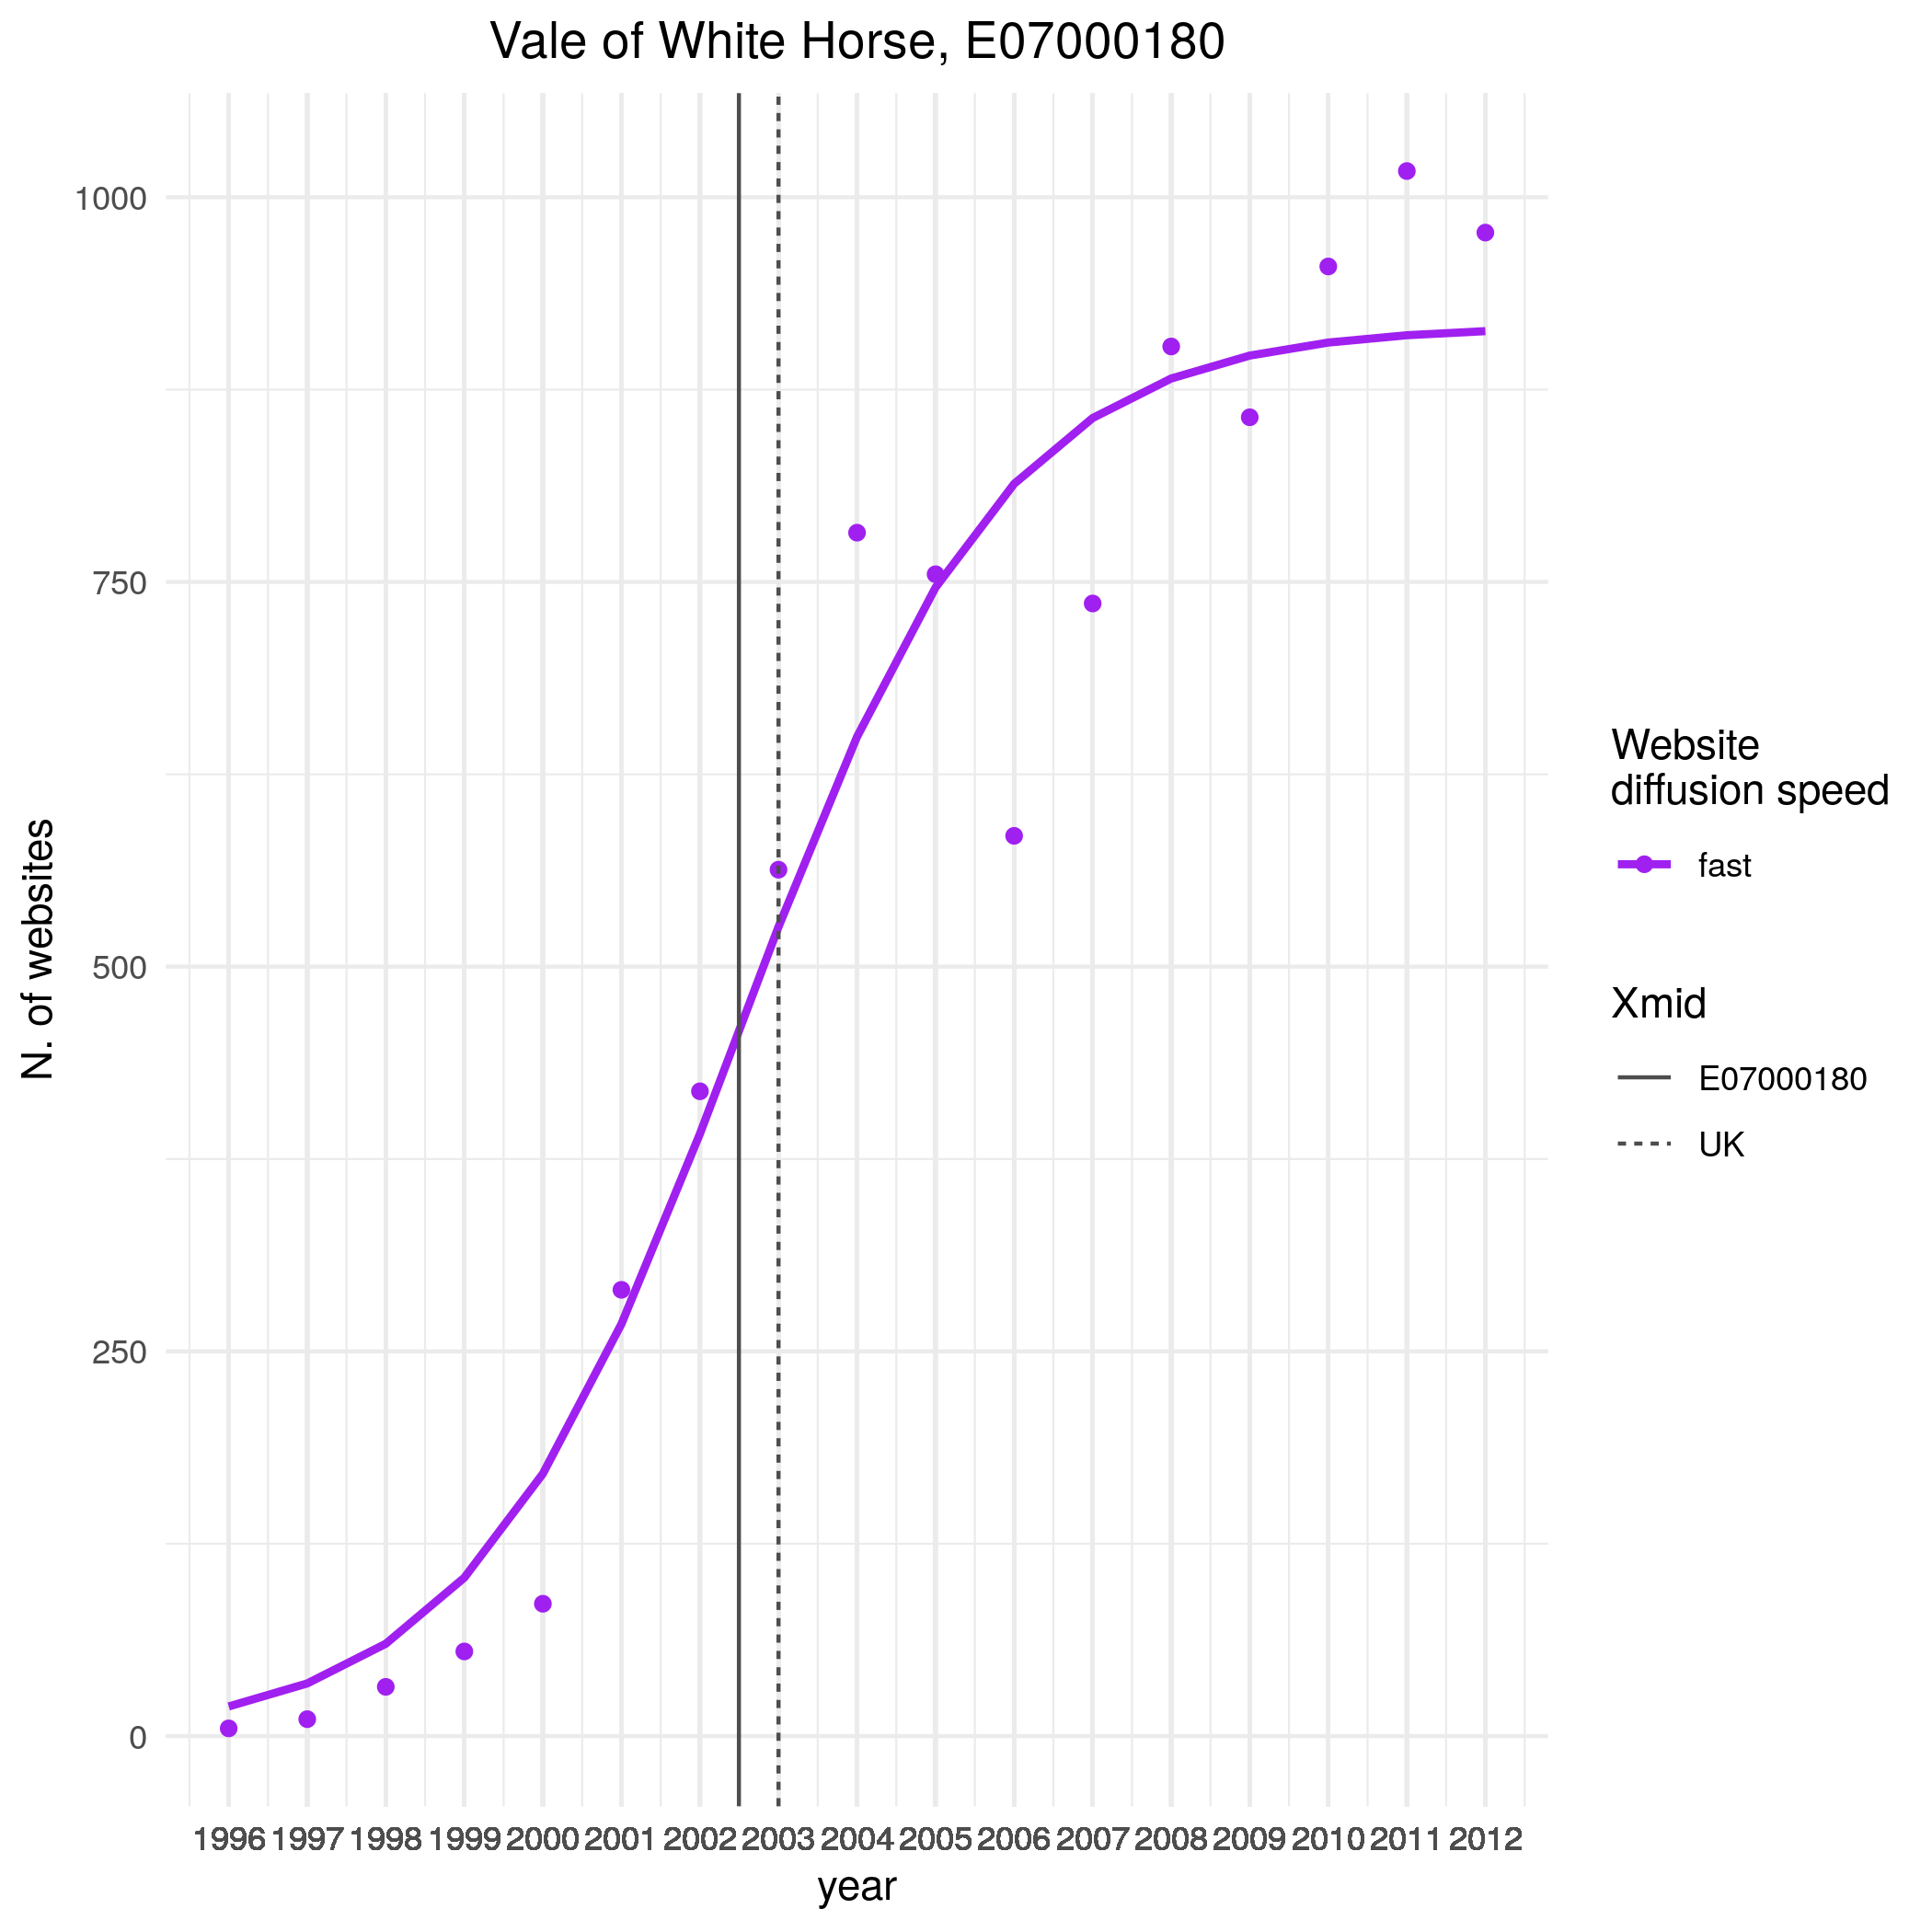 Vale of White Horse, E07000180
N. of websites
1000
750
500
250
0
1996 1997 1998 1999 2000 2001 2002 2003 2004 2005 2006 2007 2008 2009 2010 2011 2012
year
Website
diffusion speed
fast
Xmid
E07000180
UK